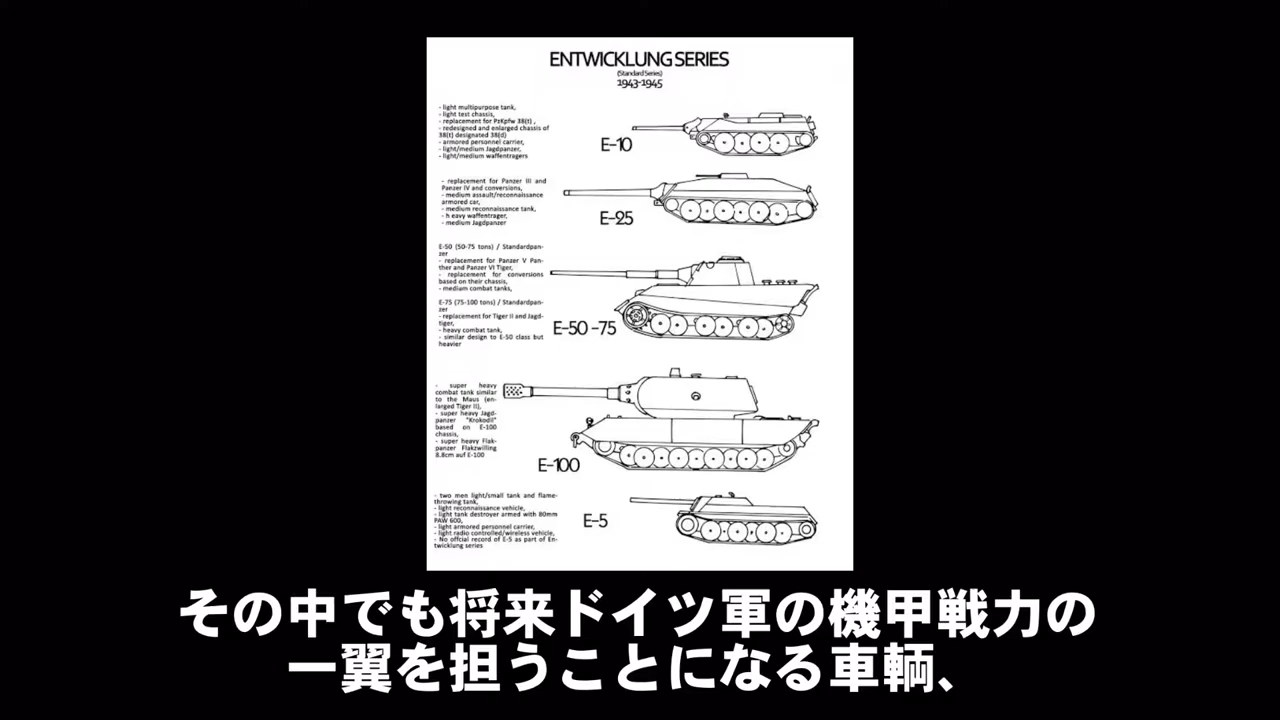 ENTWICKLUNG SERIES
(Standard Series)
1943-1945
- light multipurpose tank,
- light test chassis,
- replacement for PzKpfw 38(t) ,
- redesigned and enlarged chassis of
38(t) designated 38(d)
- armored personnel carrier,
- light/medium Jagdpanzer,
- light/medium waffentragers
E-10
- replacement for Panzer III and
Panzer IV and conversions,
- medium assault/reconnaissance
armored car,
- medium reconnaissance tank,
- h eavy waffentrager,
- medium Jagdpanzer
E-25
E-50 (50-75 tons) / Standardpan-
zer
- replacement for Panzer V Pan-
ther and Panzer VI Tiger,
- replacement for conversions
based on their chassis,
- mediam combat tanks,
E-75 (75-100 tons) / Standardpan-
zer
- replacement for Tiger II and Jagd-
tiger,
- heavy combat tank,
- similar design to E-50 class but
heavier
E-50 -75
- super heavy
combat tank similar
to the Maus (en-
larged Tiger II),
- super heavy Jagd-
panzer "Krokodil"
based on E-100
chassis,
- super heavy Flak-
panzer Flakzwilling
8.8cm auf E-100
E-100
- two men light/small tank and flame-
throwing tank,
- light reconnaissance vehicle,
- light tank destroyer armed with 80mm
PAW 600,
- light armored personnel carrier,
- light radio controlled/wireless vehicle,
- No offcial record of E-5 as part of En-
twicklung series
E-5
その中でも将来ドイツ軍の機甲戦力の
一翼を担うことになる車輌、